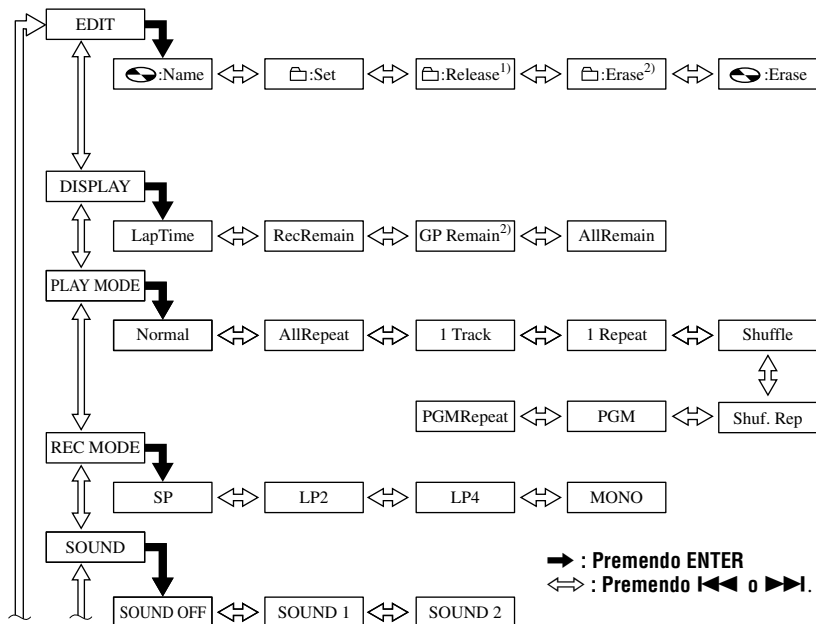 EDIT
:Name :Set :Release1) :Erase2) :Erase
DISPLAY
LapTime RecRemain GP Remain2) AllRemain
PLAY MODE
Normal AllRepeat 1 Track 1 Repeat Shuffle
PGMRepeat PGM Shuf. Rep
REC MODE
SP LP2 LP4 MONO
SOUND
: Premendo ENTER
: Premendo o .
SOUND OFF SOUND 1 SOUND 2